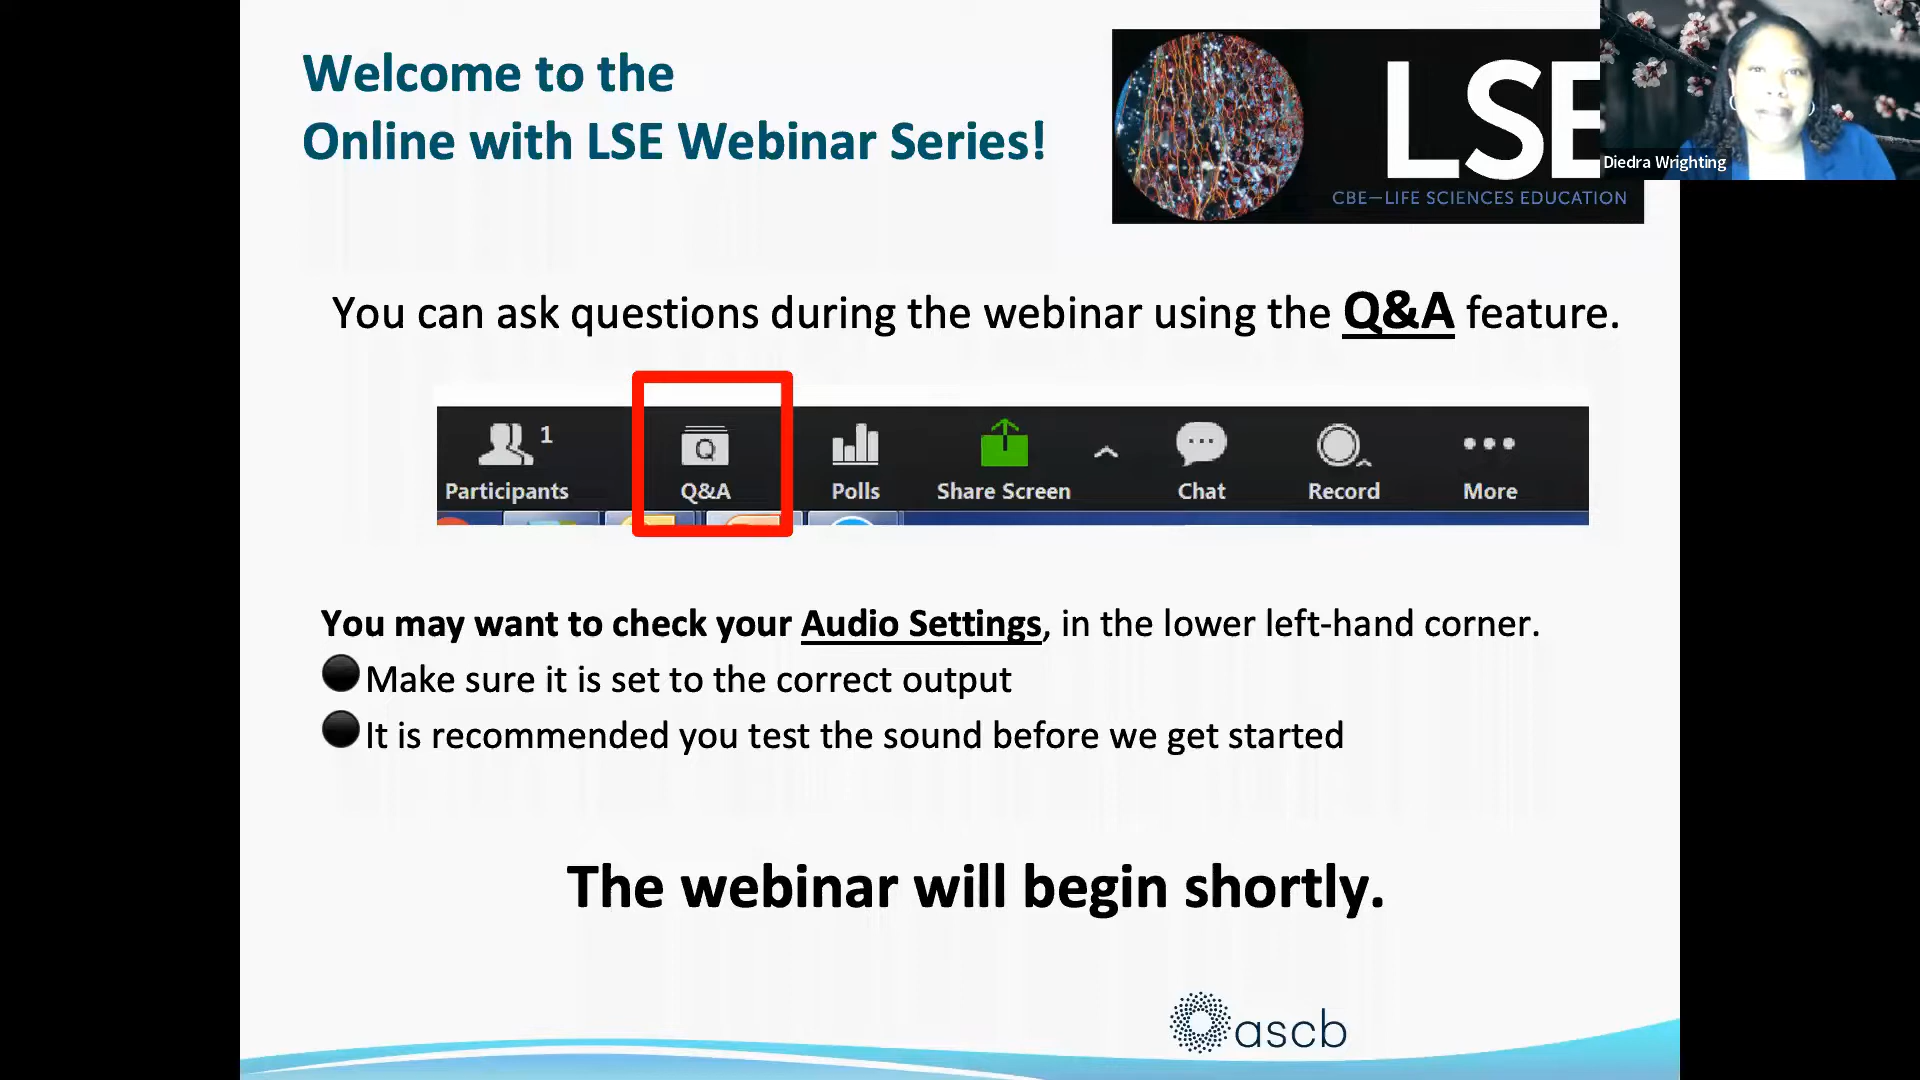 Welcome to the
Online with LSE Webinar Series!
LSE
CBE—LIFE SCIENCES EDUCATION
Diedra Wrighting
You can ask questions during the webinar using the Q&A feature.
1
Q
Participants Q&A Polls Share Screen Chat Record More
You may want to check your Audio Settings, in the lower left-hand corner.
Make sure it is set to the correct output
It is recommended you test the sound before we get started
The webinar will begin shortly.
ascb